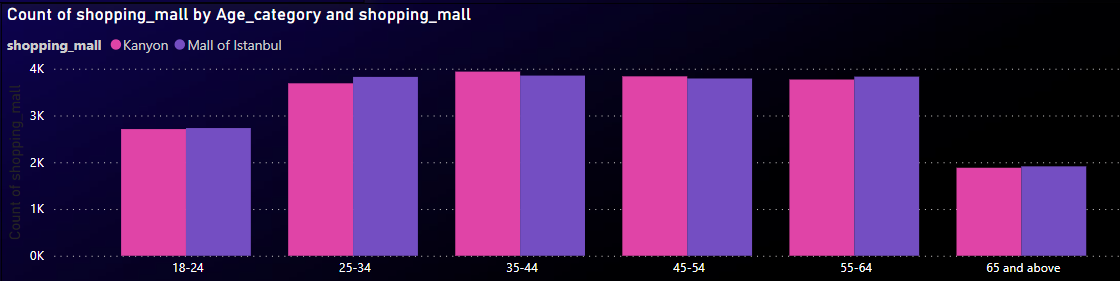 Count of shopping_mall by Age_category and shopping_mall
shopping_mall Kanyon Mall of Istanbul
Count of shopping_mall
4K
3K
2K
1K
0K
18-24 25-34 35-44 45-54 55-64 65 and above